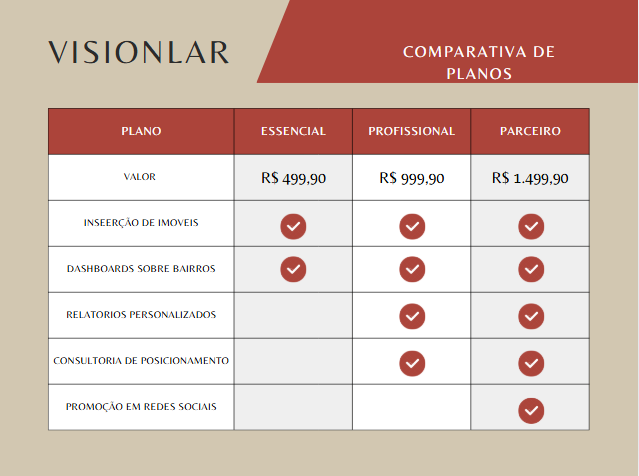 VISIONLAR
COMPARATIVA DE
PLANOS
PLANO ESSENCIAL PROFISSIONAL PARCEIRO
VALOR R$ 499,90 R$ 999,90 R$ 1.499,90
INSEERÇÃO DE IMOVEIS
DASHBOARDS SOBRE BAIRROS
RELATORIOS PERSONALIZADOS
CONSULTORIA DE POSICIONAMENTO
PROMOÇÃO EM REDES SOCIAIS